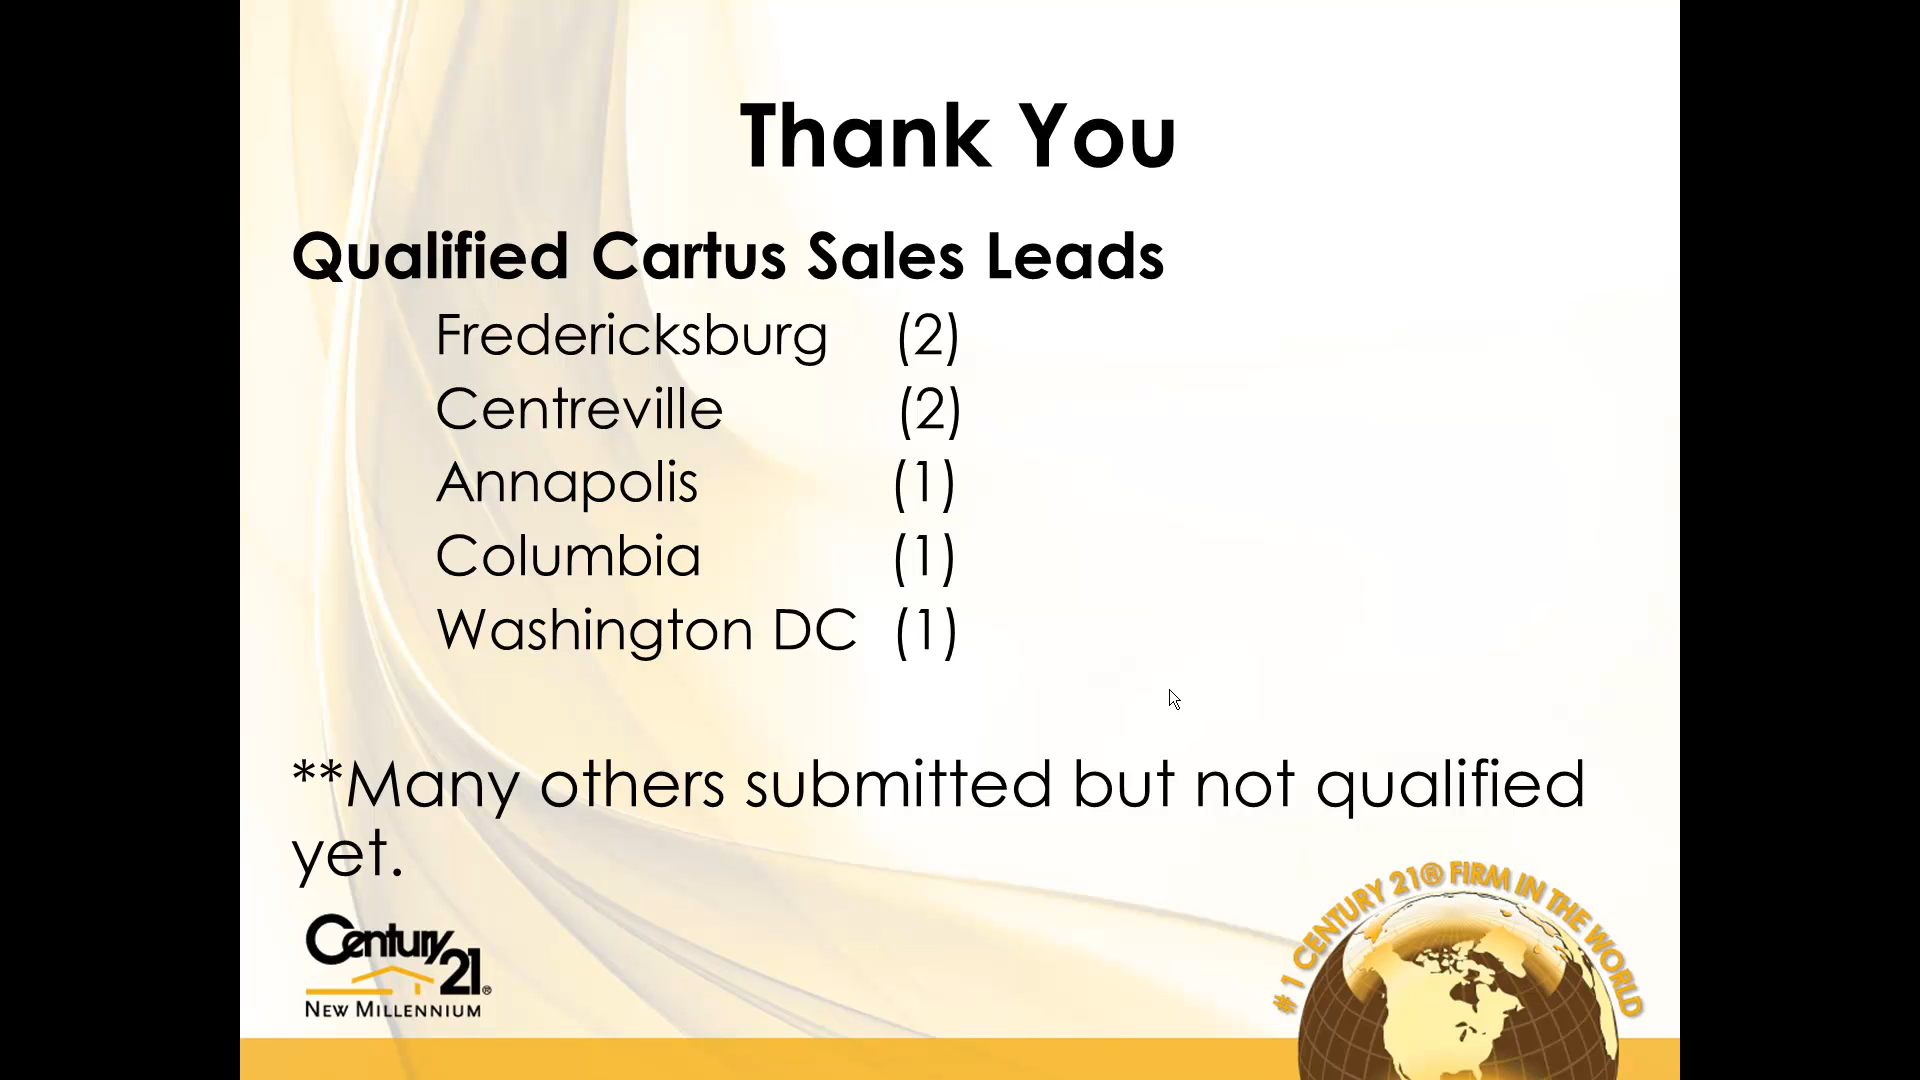 Thank You
Qualified Cartus Sales Leads
Fredericksburg (2)
Centreville (2)
Annapolis (1)
Columbia (1)
Washington DC (1)
**Many others submitted but not qualified
yet.
Century 21®
NEW MILLENNIUM
# 1 CENTURY 21® FIRM IN THE WORLD